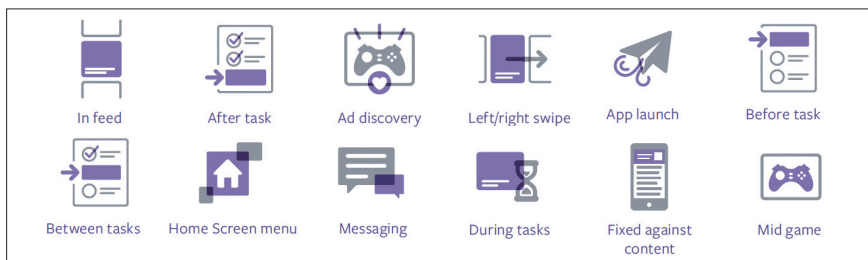 In feed
After task
Ad discovery
Left/right swipe
App launch
Before task
Between tasks
Home Screen menu
Messaging
During tasks
Fixed against
content
Mid game